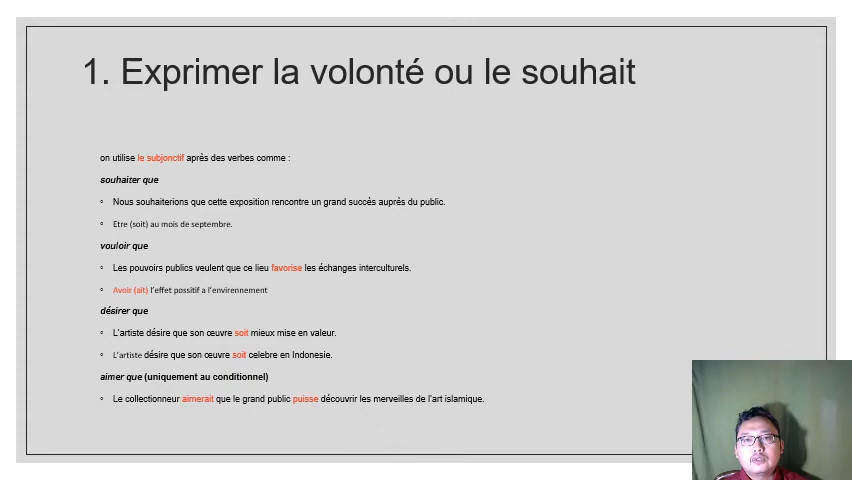 1. Exprimer la volonté ou le souhait
on utilise le subjonctif après des verbes comme :
souhaiter que
Nous souhaiterions que cette exposition rencontre un grand succès auprès du public.
Etre (soit) au mois de septembre.
vouloir que
Les pouvoirs publics veulent que ce lieu favorise les échanges interculturels.
Avoir (ait) l'effet possitif a l'envirennement
désirer que
L'artiste désire que son œuvre soit mieux mise en valeur.
L'artiste désire que son œuvre soit celebre en Indonesie.
aimer que (uniquement au conditionnel)
Le collectionneur aimerait que le grand public puisse découvrir les merveilles de l'art islamique.